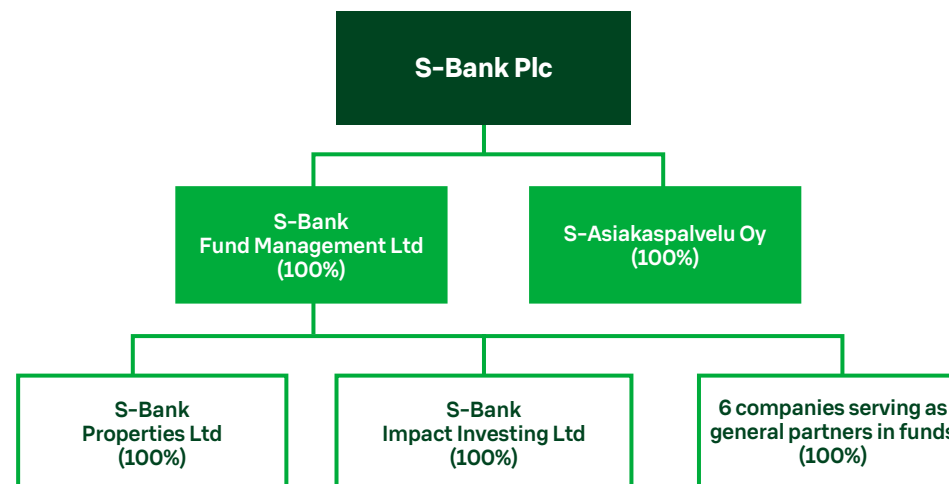 S-Bank Plc
S-Bank
Fund Management Ltd
(100%)
S-Asiakaspalvelu Oy
(100%)
S-Bank
Properties Ltd
(100%)
S-Bank
Impact Investing Ltd
(100%)
6 companies serving as
general partners in funds
(100%)